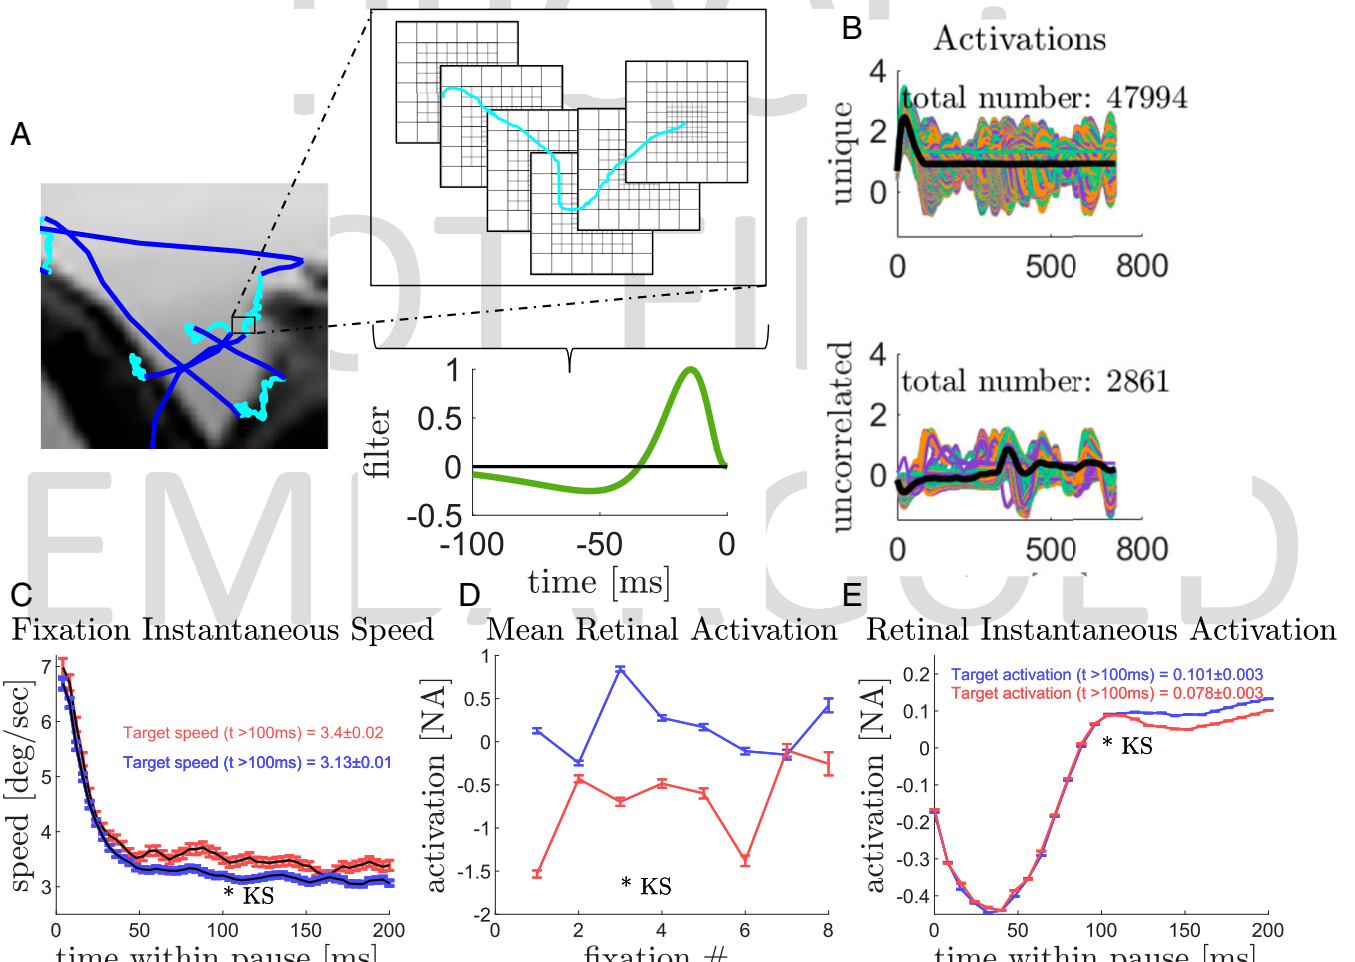 A
B
Activations
total number: 47994
unique
4
2
0
0
500
800
total number: 2861
uncorrelated
4
2
0
0
500
800
filter
1
0.5
0
-0.5
-100
-50
0
time [ms]
C
Fixation Instantaneous Speed
speed [deg/sec]
7
6
5
4
3
Target speed (t >100ms) = 3.4±0.02
Target speed (t >100ms) = 3.13±0.01
* KS
0
50
100
150
200
time within pause [ms]
D
Mean Retinal Activation
activation [NA]
1
0.5
0
-0.5
-1
-1.5
-2
* KS
0
2
4
6
8
fixation #
E
Retinal Instantaneous Activation
activation [NA]
0.2
0.1
0
-0.1
-0.2
-0.3
-0.4
Target activation (t >100ms) = 0.101±0.003
Target activation (t >100ms) = 0.078±0.003
* KS
0
50
100
150
200
time within pause [ms]